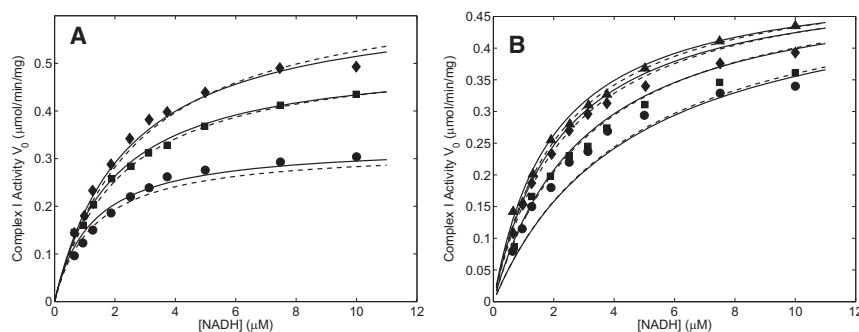 A
Complex I Activity V0 (μmol/min/mg)
0.5
0.4
0.3
0.2
0.1
0
0 2 4 6 8 10 12
[NADH] (μM)
B
Complex I Activity V0 (μmol/min/mg)
0.45
0.4
0.35
0.3
0.25
0.2
0.15
0.1
0.05
0
0 2 4 6 8 10 12
[NADH] (μM)